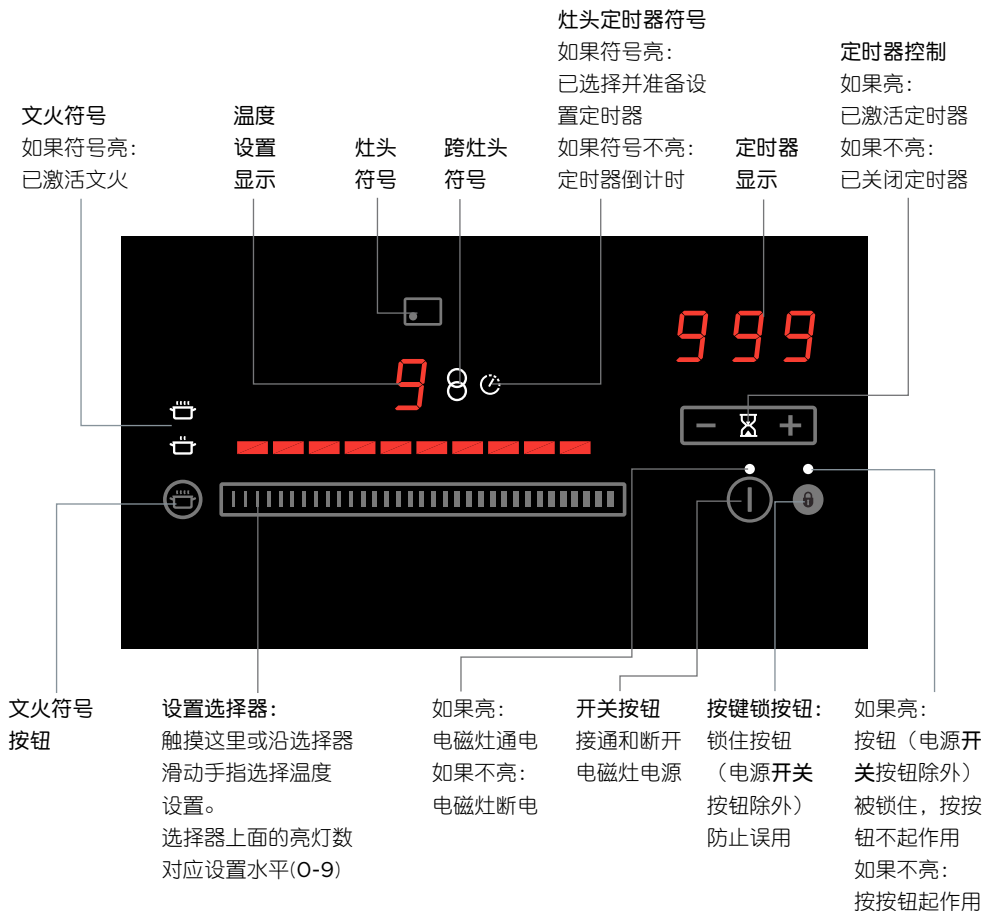 灶头定时器符号
如果符号亮：
已选择并准备设
置定时器
如果符号不亮：
定时器倒计时
定时器控制
如果亮：
已激活定时器
如果不亮：
已关闭定时器
文火符号
如果符号亮：
已激活文火
温度
设置
显示
灶头
符号
跨灶头
符号
定时器
显示
999
9
文火符号
按钮
设置选择器：
触摸这里或沿选择器
滑动手指选择温度
设置。
选择器上面的亮灯数
对应设置水平(0-9)
如果亮：
电磁灶通电
如果不亮：
电磁灶断电
开关按钮
接通和断开
电磁灶电源
按键锁按钮：
锁住按钮
（电源开关
按钮除外）
防止误用
如果亮：
按钮（电源开
关按钮除外）
被锁住，按按
钮不起作用
如果不亮：
按按钮起作用